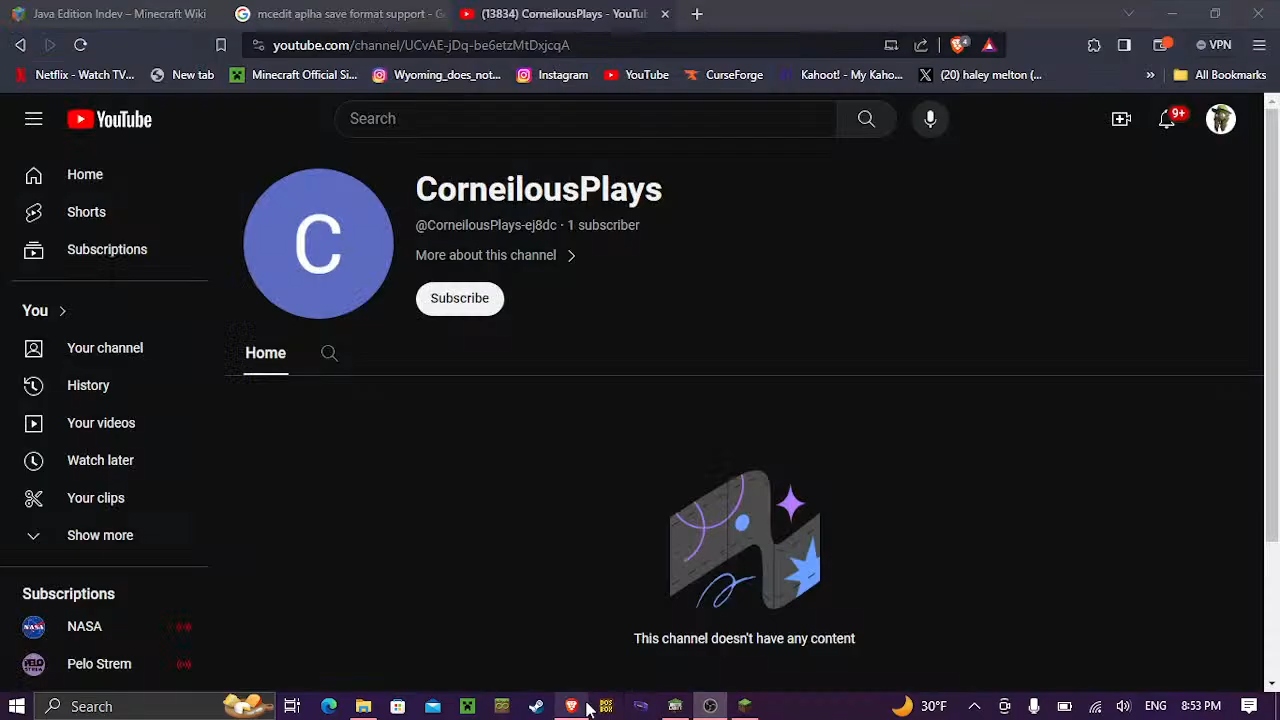 Java Edition Indev – Minecraft Wiki
mcedit aplha save format support - G
(13834) CorneilousPlays - YouTub
youtube.com/channel/UCvAE-jDq-be6etzMtDxjcqA
4
VPN
Netflix - Watch TV...
New tab
Minecraft Official Si...
Wyoming_does_not...
Instagram
YouTube
CurseForge
Kahoot! - My Kaho...
(20) haley melton (...
All Bookmarks
YouTube
Search
9+
Home
Shorts
Subscriptions
You
Your channel
History
Your videos
Watch later
Your clips
Show more
Subscriptions
NASA
Pelo Strem
C
CorneilousPlays
@CorneilousPlays-ej8dc · 1 subscriber
More about this channel
Subscribe
Home
This channel doesn't have any content
Search
DOS BOX
30°F
8:53 PM